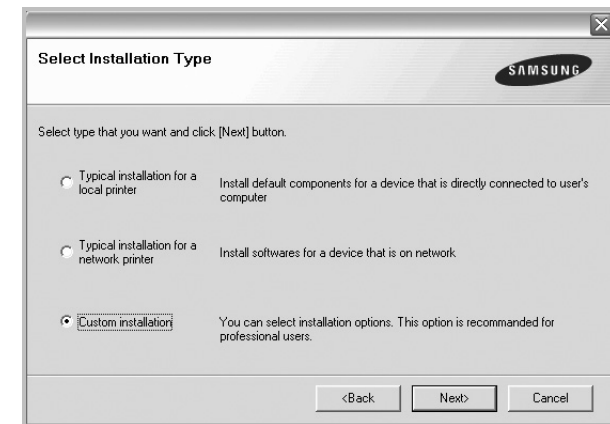 Select Installation Type
SAMSUNG
Select type that you want and click [Next] button.
Typical installation for a
local printer
Install default components for a device that is directly connected to user's
computer
Typical installation for a
network printer
Install softwares for a device that is on network
Custom installation
You can select installation options. This option is recommanded for
professional users.
<Back
Next>
Cancel